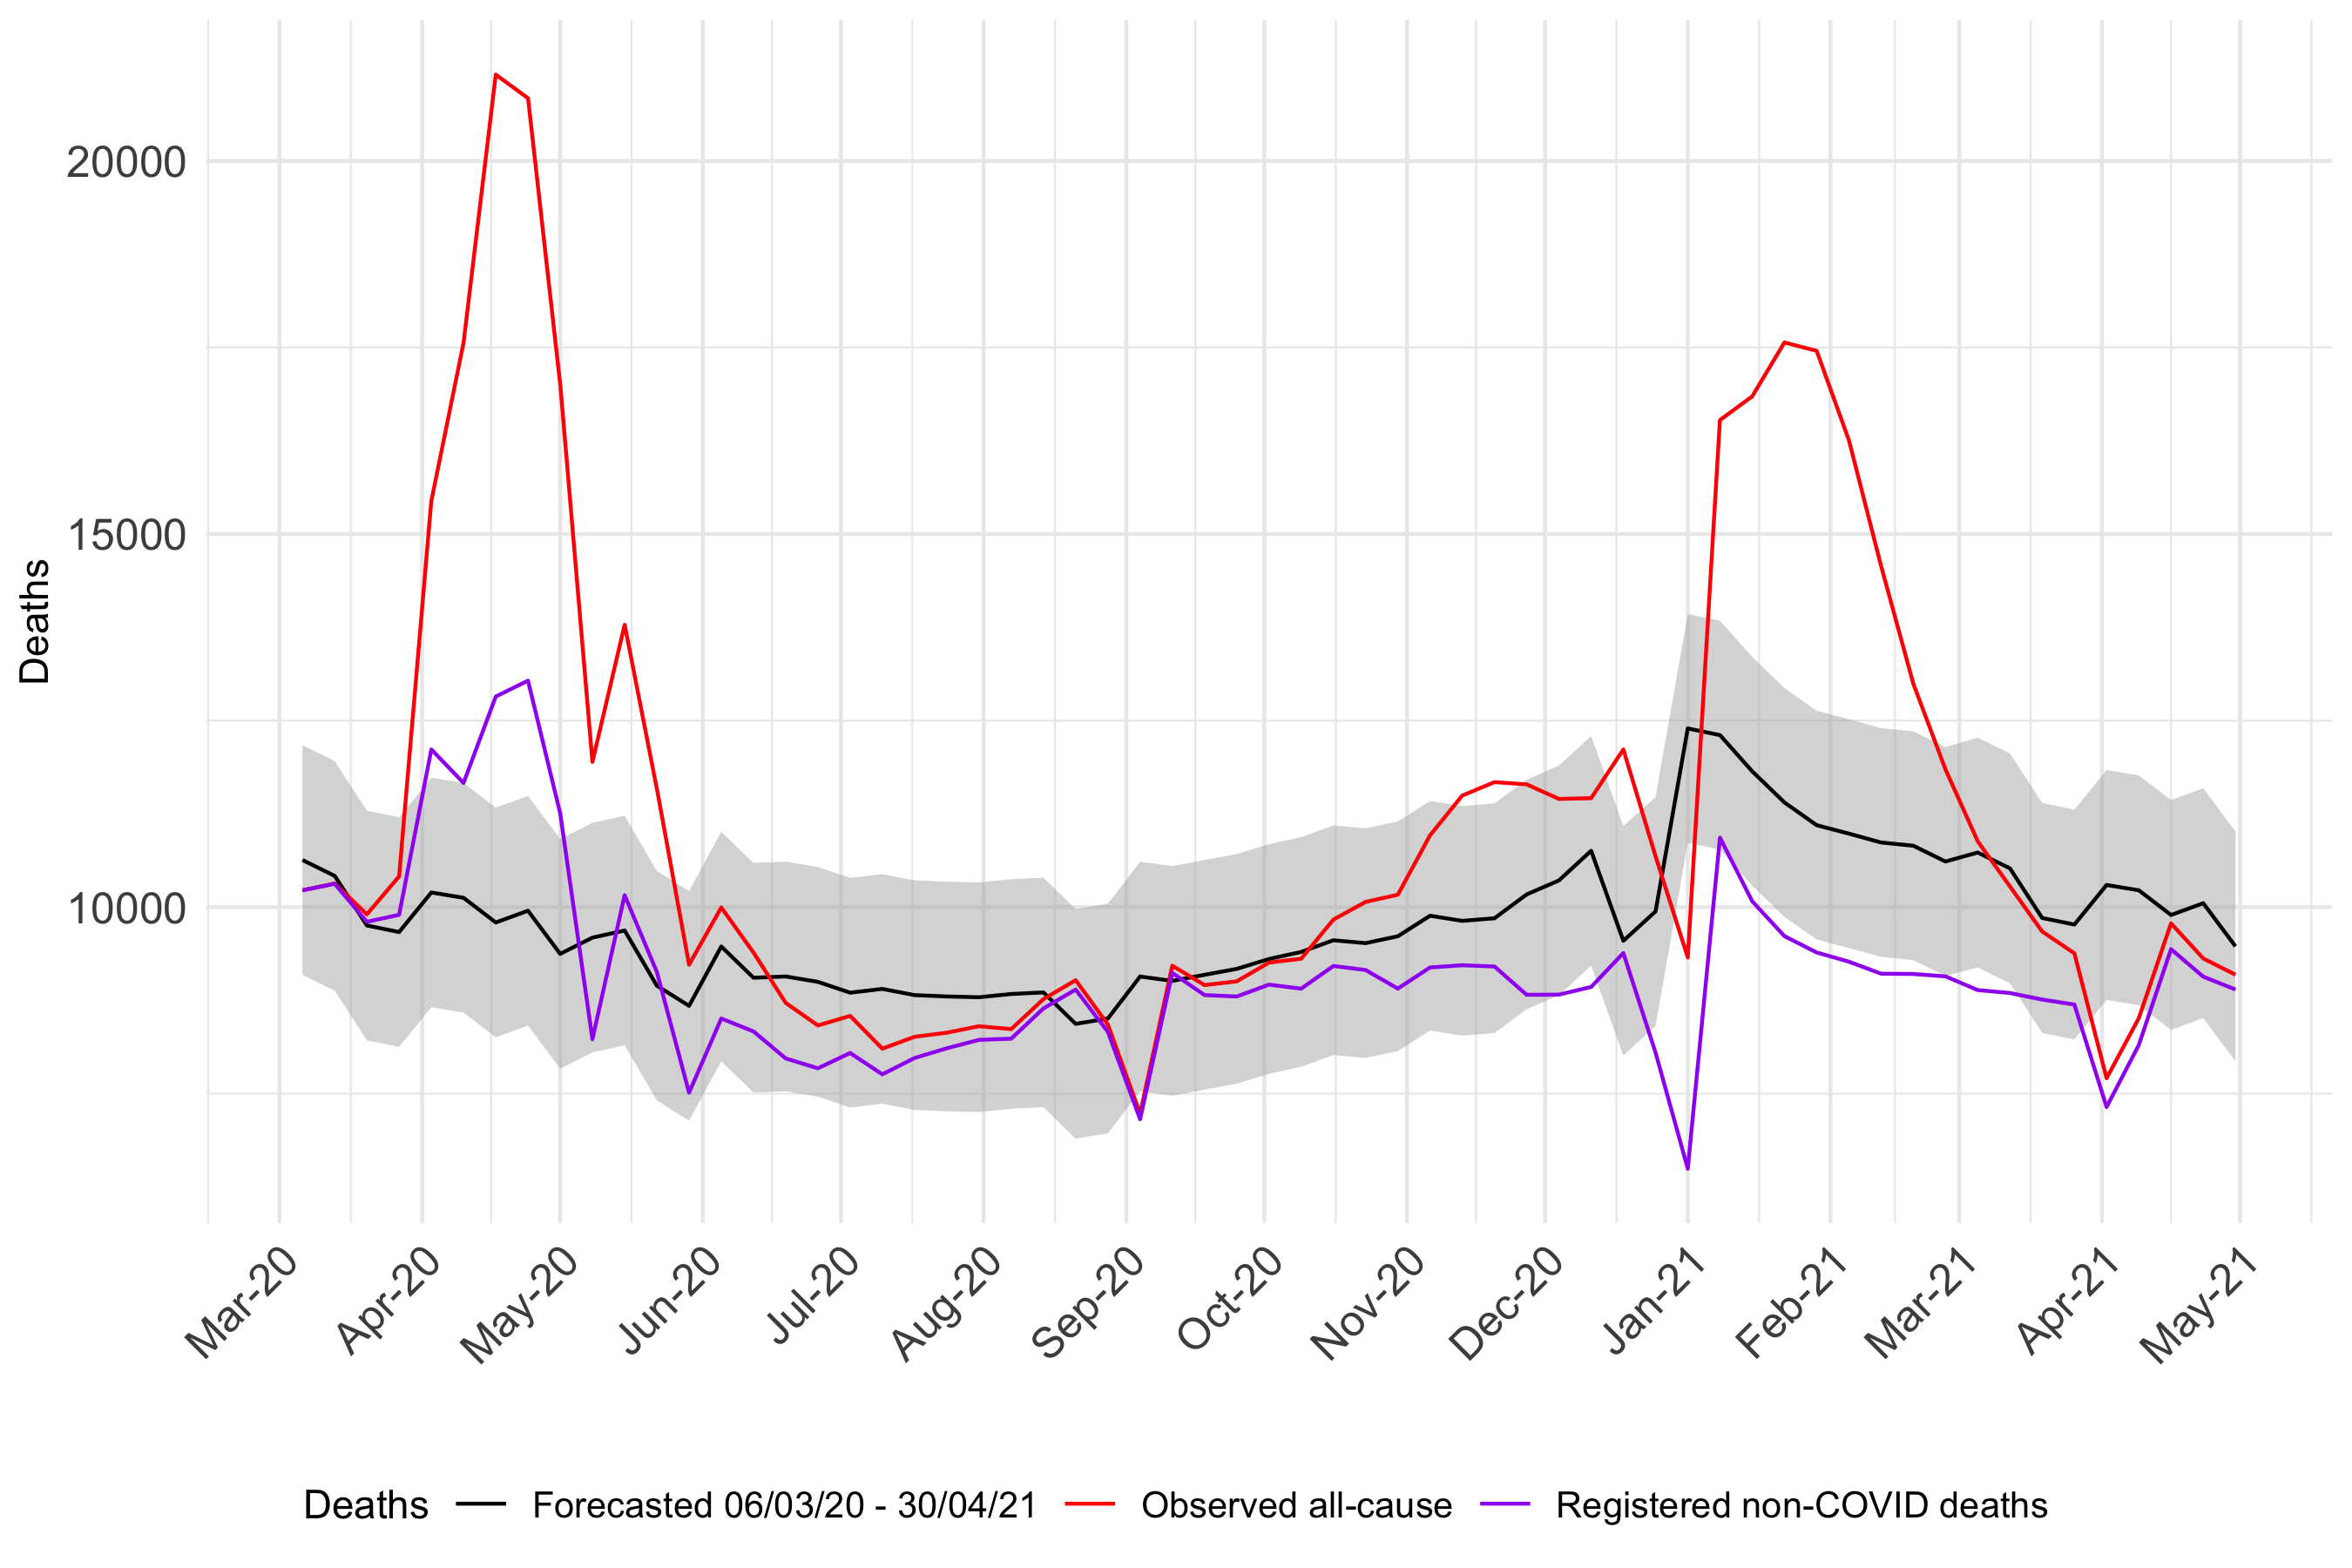 Deaths
20000
15000
10000
Mar-20
Apr-20
May-20
Jun-20
Jul-20
Aug-20
Sep-20
Oct-20
Nov-20
Dec-20
Jan-21
Feb-21
Mar-21
Apr-21
May-21
Deaths Forecasted 06/03/20 - 30/04/21 Observed all-cause Registered non-COVID deaths